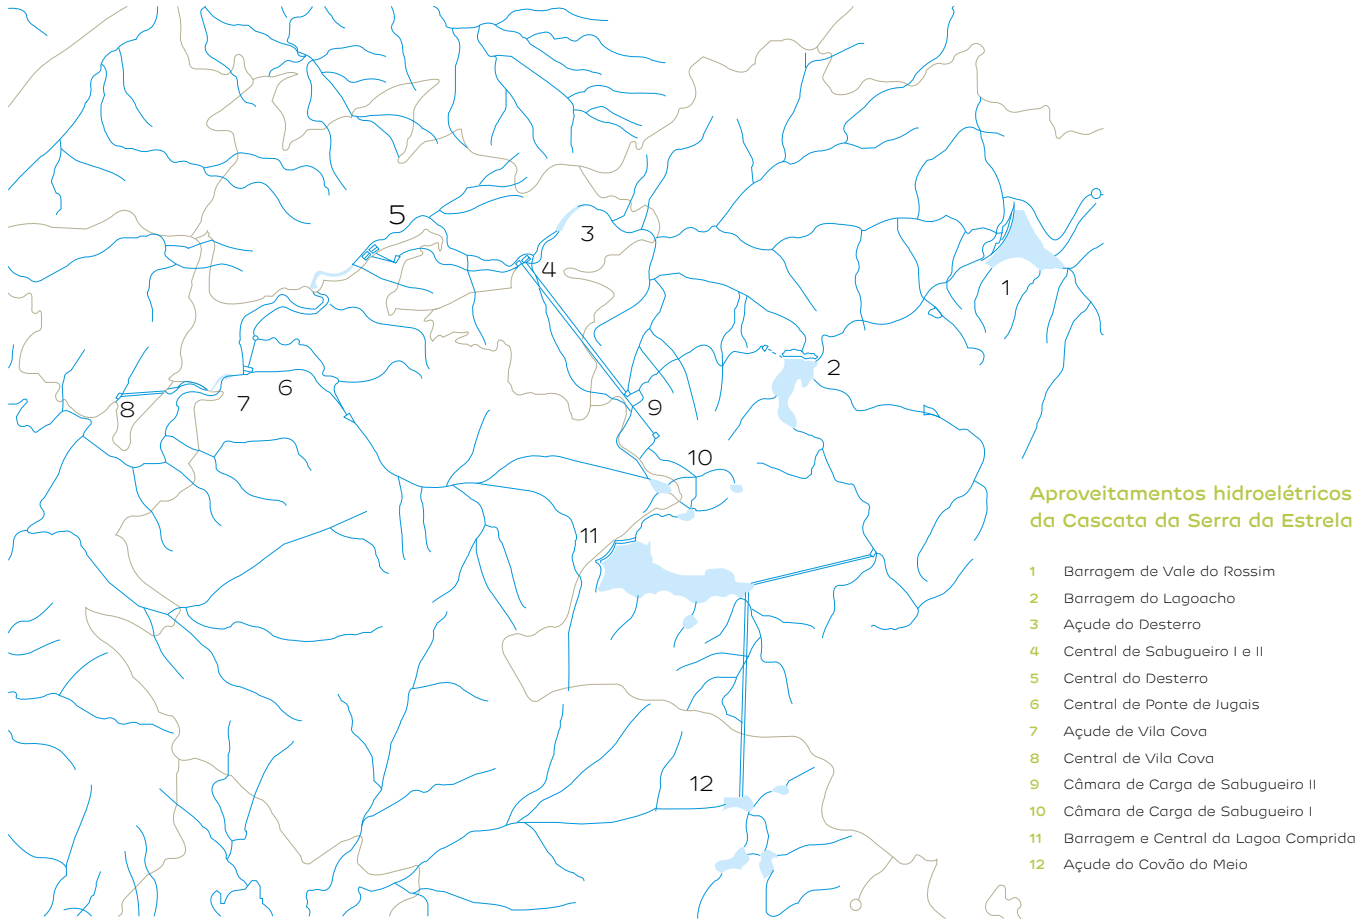 5
3
4
1
2
6
7
8
9
10
11
12
Aproveitamentos hidroelétricos
da Cascata da Serra da Estrela
1 Barragem de Vale do Rossim
2 Barragem do Lagoacho
3 Açude do Desterro
4 Central de Sabugueiro I e II
5 Central do Desterro
6 Central de Ponte de Jugais
7 Açude de Vila Cova
8 Central de Vila Cova
9 Câmara de Carga de Sabugueiro II
10 Câmara de Carga de Sabugueiro I
11 Barragem e Central da Lagoa Comprida
12 Açude do Covão do Meio